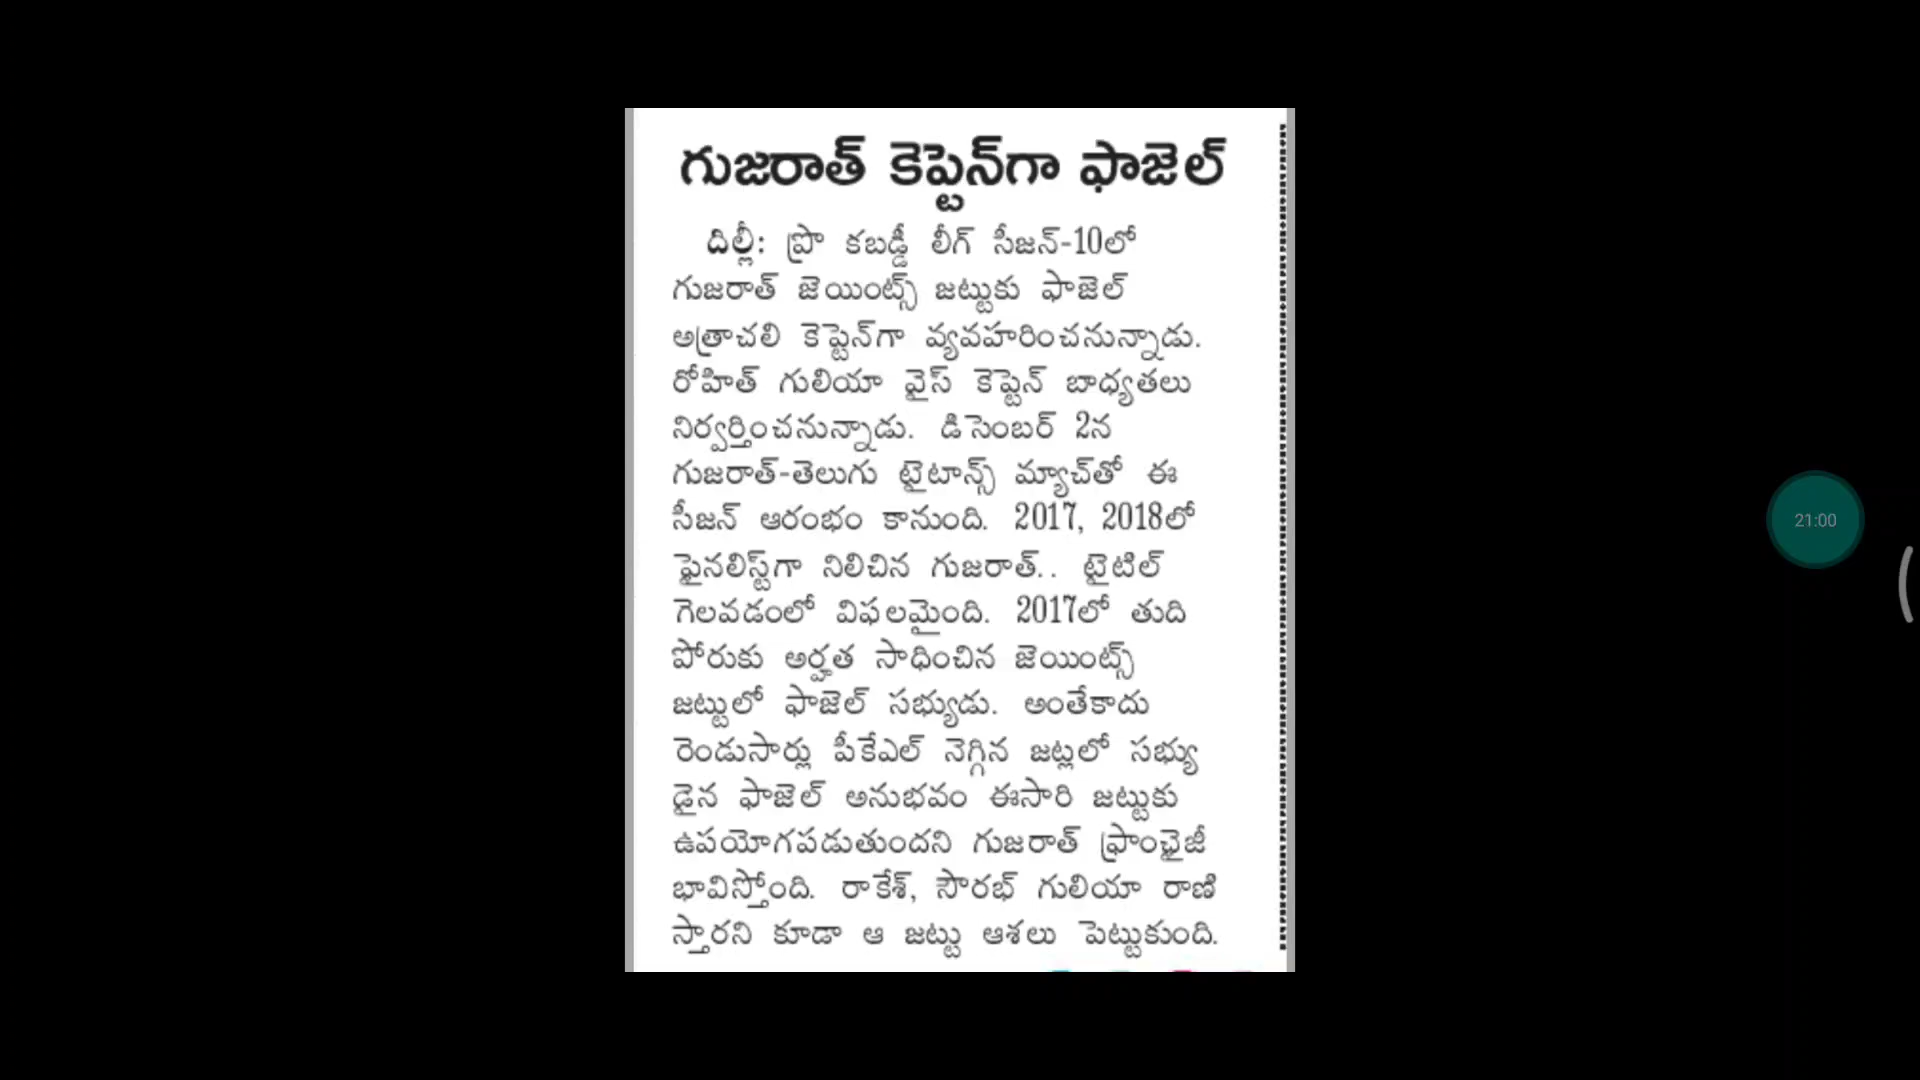 గుజరాత్ కెప్టెన్‌గా ఫాజెల్
దిల్లీ: ప్రొ కబడ్డీ లీగ్ సీజన్-10లో
గుజరాత్ జెయింట్స్ జట్టుకు ఫాజెల్
అత్రాచలి కెప్టెన్‌గా వ్యవహరించనున్నాడు.
రోహిత్ గులియా వైస్ కెప్టెన్ బాధ్యతలు
నిర్వర్తించనున్నాడు. డిసెంబర్ 2న
గుజరాత్-తెలుగు టైటాన్స్ మ్యాచ్‌తో ఈ
సీజన్ ఆరంభం కానుంది. 2017, 2018లో
ఫైనలిస్ట్‌గా నిలిచిన గుజరాత్.. టైటిల్
గెలవడంలో విఫలమైంది. 2017లో తుది
పోరుకు అర్హత సాధించిన జెయింట్స్
జట్టులో ఫాజెల్ సభ్యుడు. అంతేకాదు
రెండుసార్లు పీకేఎల్ నెగ్గిన జట్లలో సభ్యు
డైన ఫాజెల్ అనుభవం ఈసారి జట్టుకు
ఉపయోగపడుతుందని గుజరాత్ ఫ్రాంఛైజీ
భావిస్తోంది. రాకేశ్, సౌరభ్ గులియా రాణి
స్తారని కూడా ఆ జట్టు ఆశలు పెట్టుకుంది.
21:00